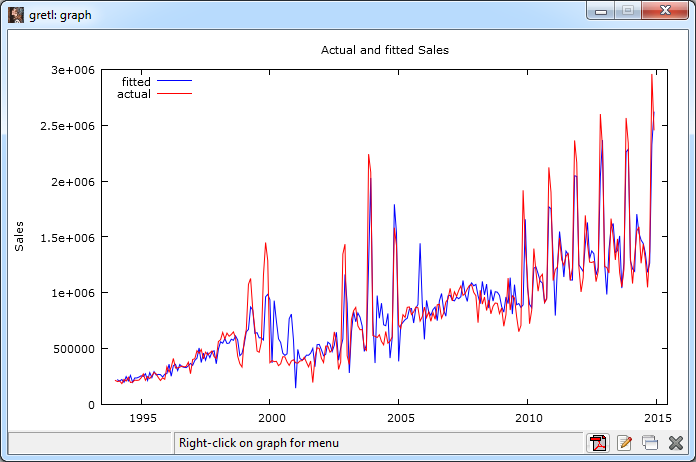 gretl: graph
Actual and fitted Sales
fitted
actual
3e+006
2.5e+006
2e+006
1.5e+006
1e+006
500000
0
Sales
1995 2000 2005 2010 2015
Right-click on graph for menu